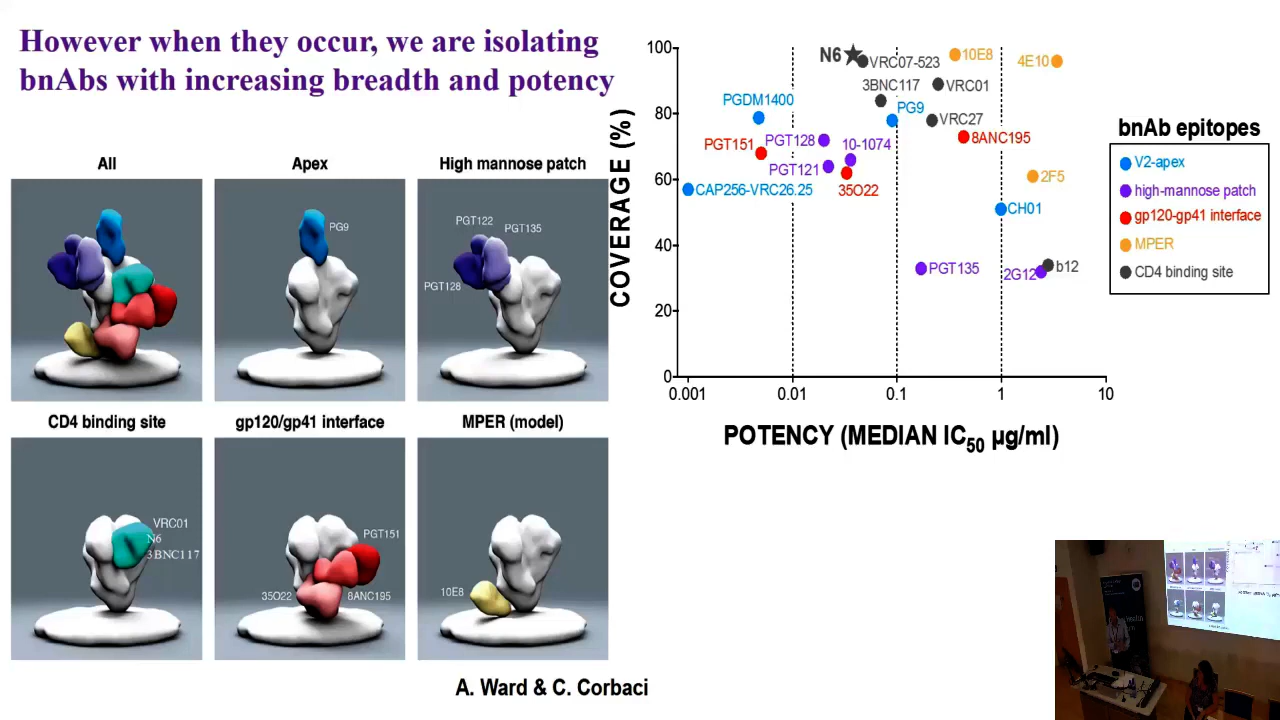 However when they occur, we are isolating
bnAbs with increasing breadth and potency
All
Apex
High mannose patch
PG9
PGT122
PGT135
PGT128
CD4 binding site
gp120/gp41 interface
MPER (model)
VRC01
N6
3BNC117
PGT151
35O22
8ANC195
10E8
A. Ward & C. Corbaci
COVERAGE (%)
100
80
60
40
20
0
0.001
0.01
0.1
1
10
POTENCY (MEDIAN IC50 µg/ml)
N6
VRC07-523
10E8
4E10
3BNC117
VRC01
PGDM1400
PG9
VRC27
PGT151
PGT128
10-1074
8ANC195
PGT121
35O22
2F5
CAP256-VRC26.25
CH01
PGT135
2G12
b12
bnAb epitopes
V2-apex
high-mannose patch
gp120-gp41 interface
MPER
CD4 binding site